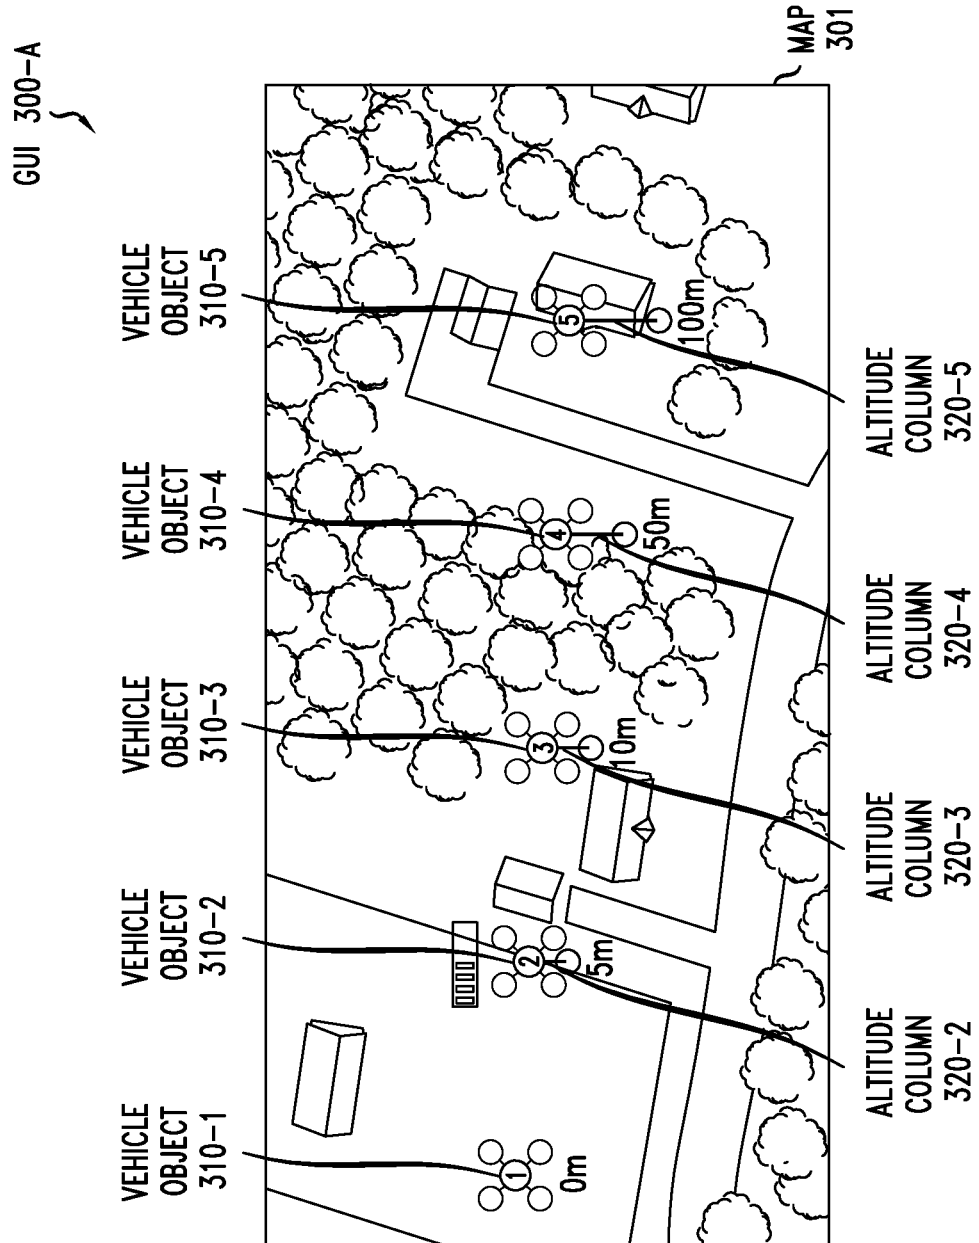 GUI 300-A
VEHICLE
OBJECT
310-1
VEHICLE
OBJECT
310-2
VEHICLE
OBJECT
310-3
VEHICLE
OBJECT
310-4
VEHICLE
OBJECT
310-5
1
0m
2
5m
3
10m
4
50m
5
100m
MAP
301
ALTITUDE
COLUMN
320-2
ALTITUDE
COLUMN
320-3
ALTITUDE
COLUMN
320-4
ALTITUDE
COLUMN
320-5